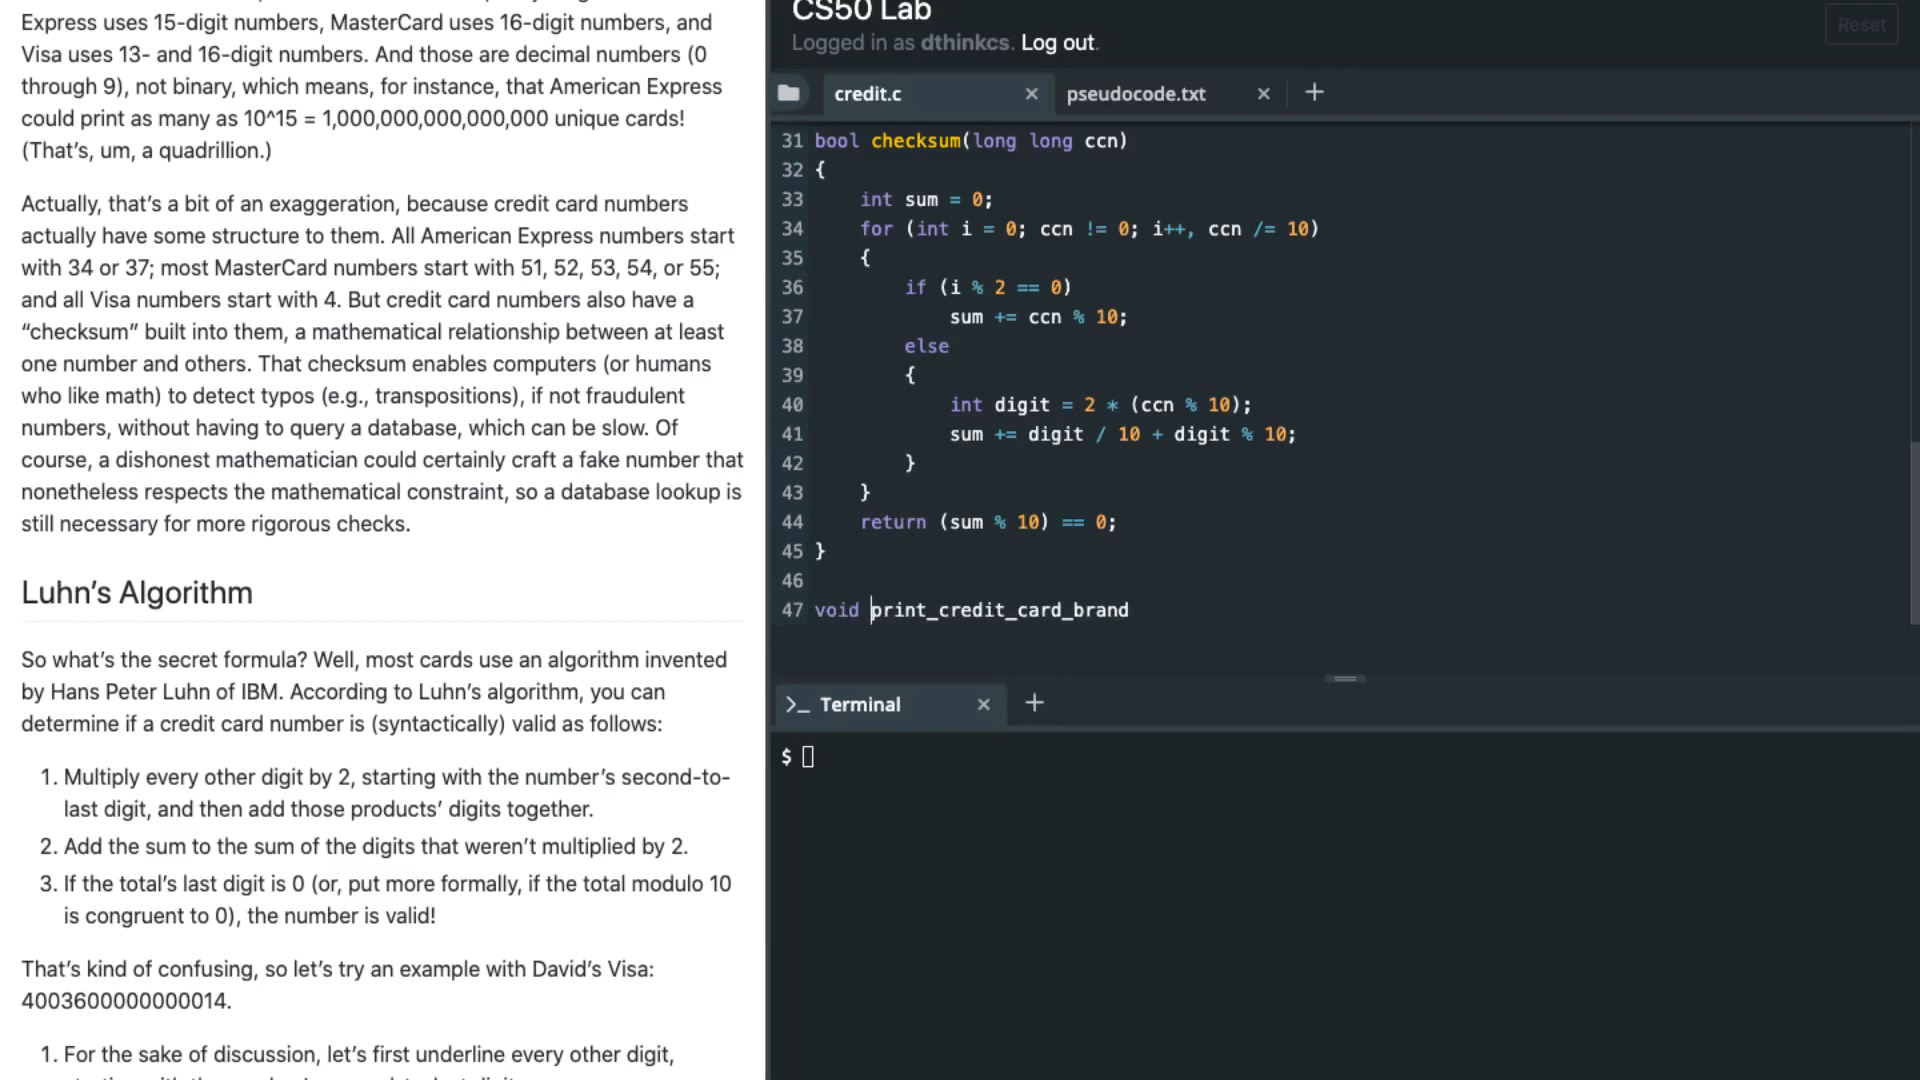 Express uses 15-digit numbers, MasterCard uses 16-digit numbers, and
Visa uses 13- and 16-digit numbers. And those are decimal numbers (0
through 9), not binary, which means, for instance, that American Express
could print as many as 10^15 = 1,000,000,000,000,000 unique cards!
(That’s, um, a quadrillion.)
Actually, that’s a bit of an exaggeration, because credit card numbers
actually have some structure to them. All American Express numbers start
with 34 or 37; most MasterCard numbers start with 51, 52, 53, 54, or 55;
and all Visa numbers start with 4. But credit card numbers also have a
“checksum” built into them, a mathematical relationship between at least
one number and others. That checksum enables computers (or humans
who like math) to detect typos (e.g., transpositions), if not fraudulent
numbers, without having to query a database, which can be slow. Of
course, a dishonest mathematician could certainly craft a fake number that
nonetheless respects the mathematical constraint, so a database lookup is
still necessary for more rigorous checks.
Luhn’s Algorithm
So what’s the secret formula? Well, most cards use an algorithm invented
by Hans Peter Luhn of IBM. According to Luhn’s algorithm, you can
determine if a credit card number is (syntactically) valid as follows:
1. Multiply every other digit by 2, starting with the number’s second-to-
last digit, and then add those products’ digits together.
2. Add the sum to the sum of the digits that weren’t multiplied by 2.
3. If the total’s last digit is 0 (or, put more formally, if the total modulo 10
is congruent to 0), the number is valid!
That’s kind of confusing, so let’s try an example with David’s Visa:
4003600000000014.
1. For the sake of discussion, let’s first underline every other digit,
CS50 Lab
Logged in as dthinkcs. Log out.
Reset
credit.c × pseudocode.txt × +
31 bool checksum(long long ccn)
32 {
33     int sum = 0;
34     for (int i = 0; ccn != 0; i++, ccn /= 10)
35     {
36         if (i % 2 == 0)
37             sum += ccn % 10;
38         else
39         {
40             int digit = 2 * (ccn % 10);
41             sum += digit / 10 + digit % 10;
42         }
43     }
44     return (sum % 10) == 0;
45 }
46
47 void print_credit_card_brand
>_ Terminal × +
$